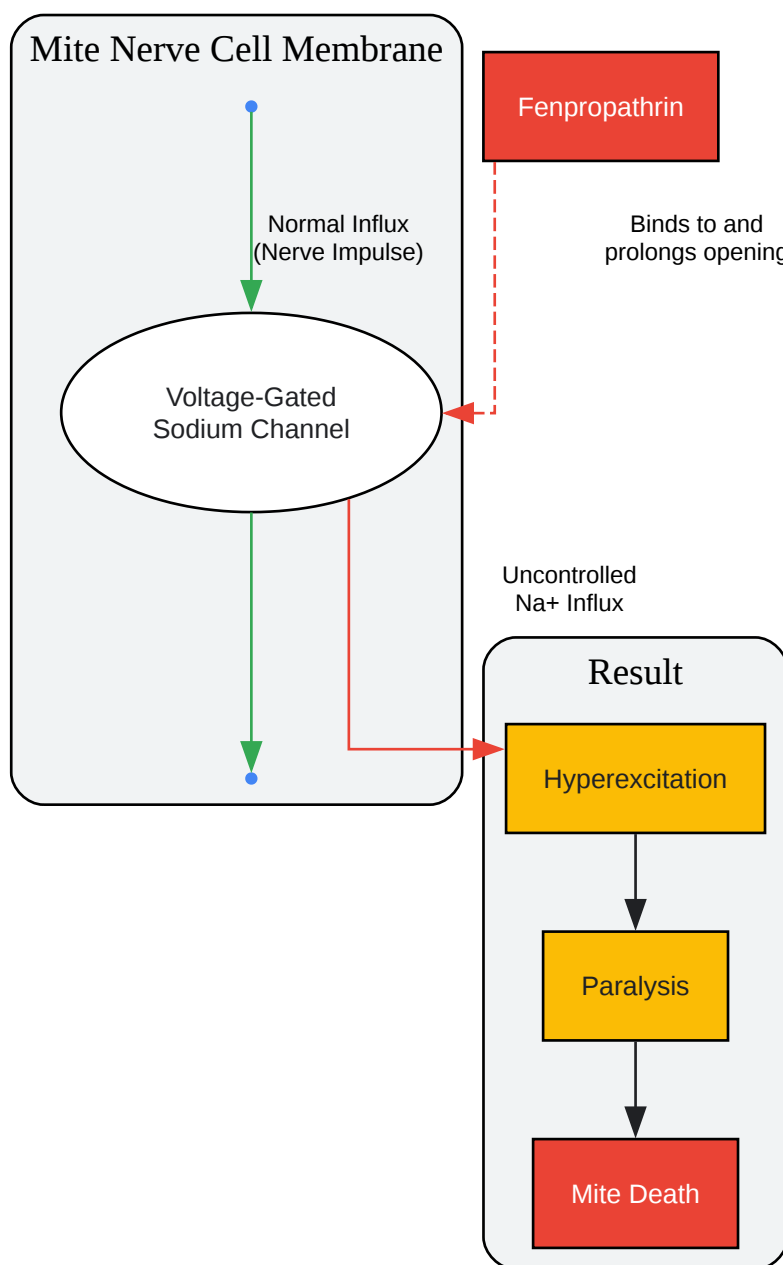 Mite Nerve Cell Membrane
Fenpropathrin
Normal Influx
(Nerve Impulse)
Binds to and
prolongs opening
Voltage-Gated
Sodium Channel
Uncontrolled
Na+ Influx
Result
Hyperexcitation
Paralysis
Mite Death